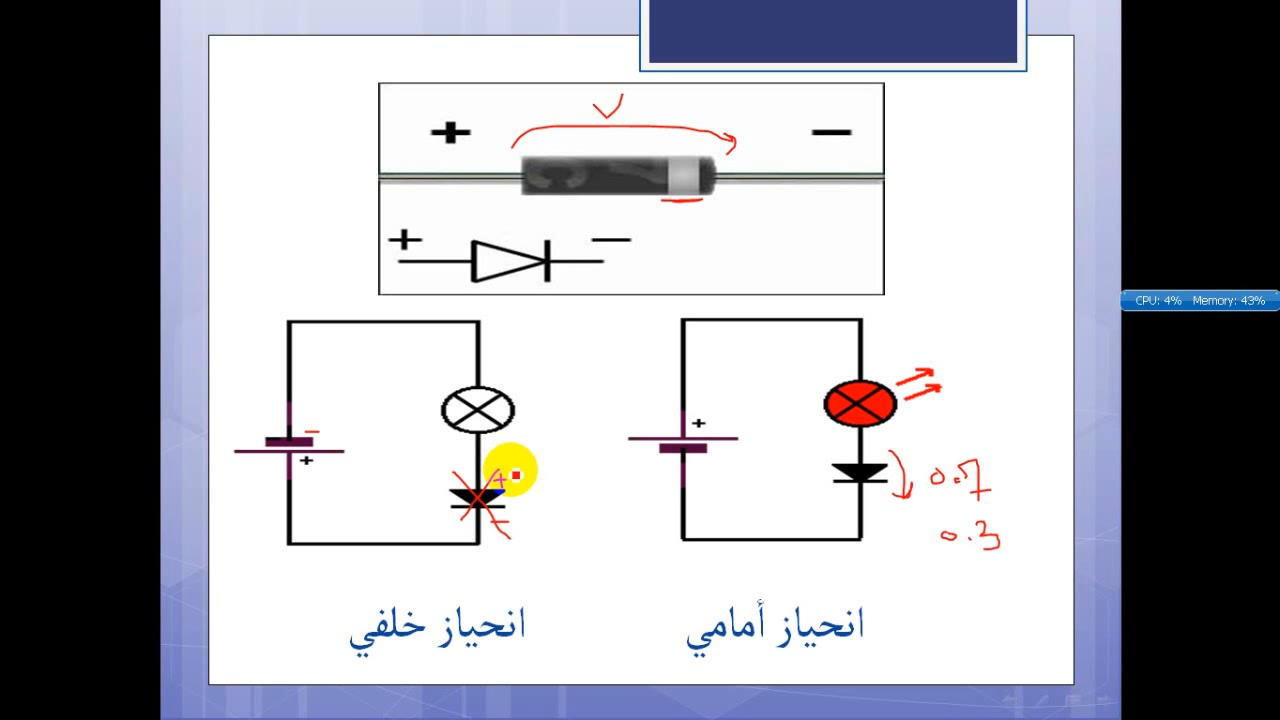 V
+ −
+ −
−
+
+
−
+
0.7
0.3
انحياز أمامي
انحياز خلفي
CPU: 4% Memory: 43%